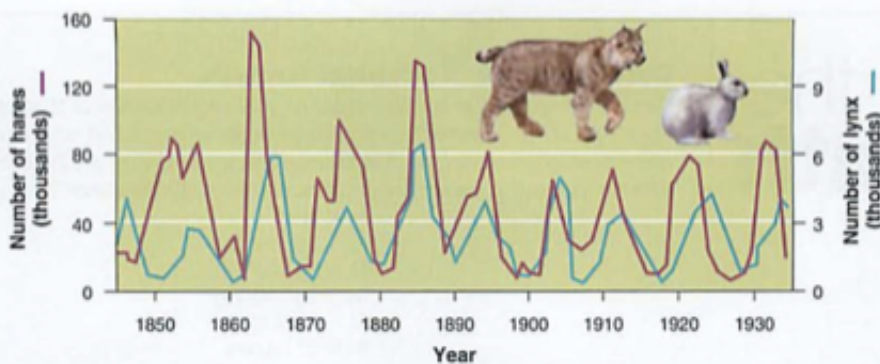 160
120
80
40
0
Number of hares
(thousands)
9
6
3
0
Number of lynx
(thousands)
1850 1860 1870 1880 1890 1900 1910 1920 1930
Year